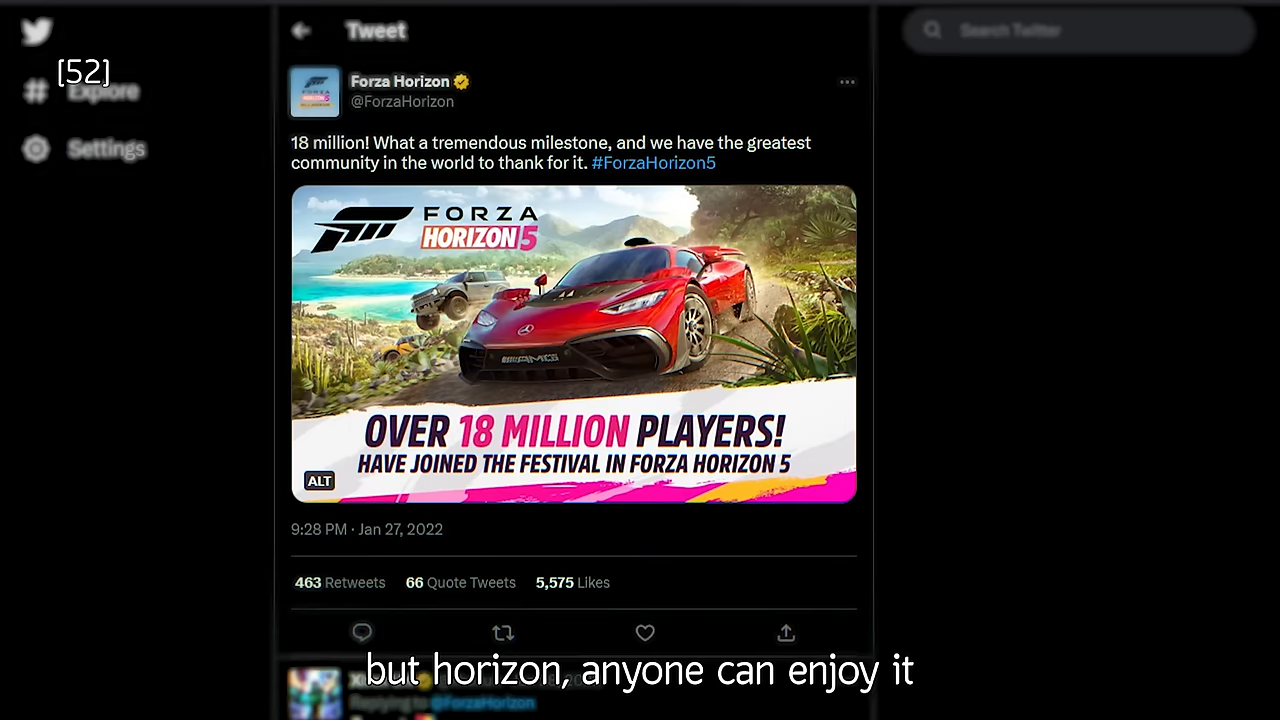 Tweet
Search Twitter
[52]
Explore
Settings
Forza Horizon
@ForzaHorizon
18 million! What a tremendous milestone, and we have the greatest
community in the world to thank for it. #ForzaHorizon5
FORZA
HORIZON 5
AMG
OVER 18 MILLION PLAYERS!
HAVE JOINED THE FESTIVAL IN FORZA HORIZON 5
ALT
9:28 PM · Jan 27, 2022
463 Retweets 66 Quote Tweets 5,575 Likes
but horizon, anyone can enjoy it
Replying to @ForzaHorizon